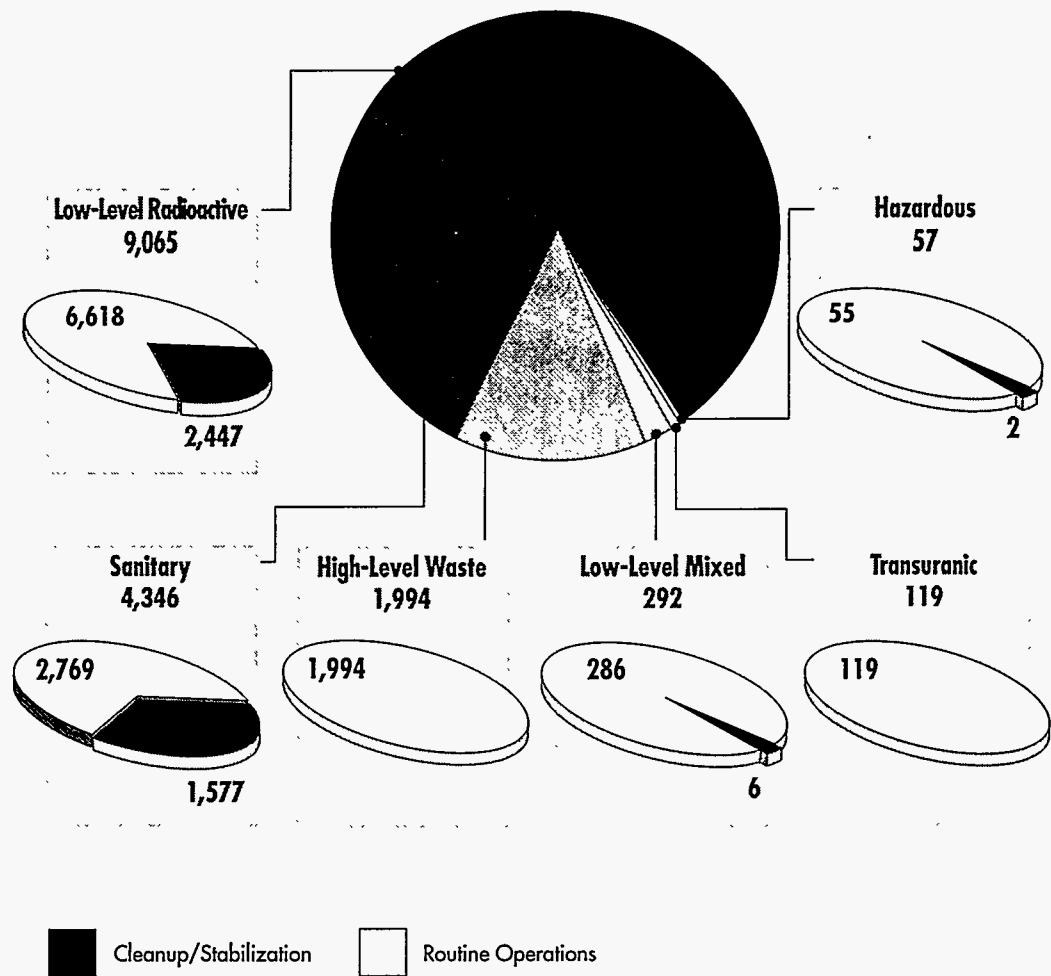 Low-Level Radioactive
9,065
6,618
2,447
Hazardous
57
55
2
Sanitary
4,346
2,769
1,577
High-Level Waste
1,994
1,994
Low-Level Mixed
292
286
6
Transuranic
119
119
Cleanup/Stabilization
Routine Operations